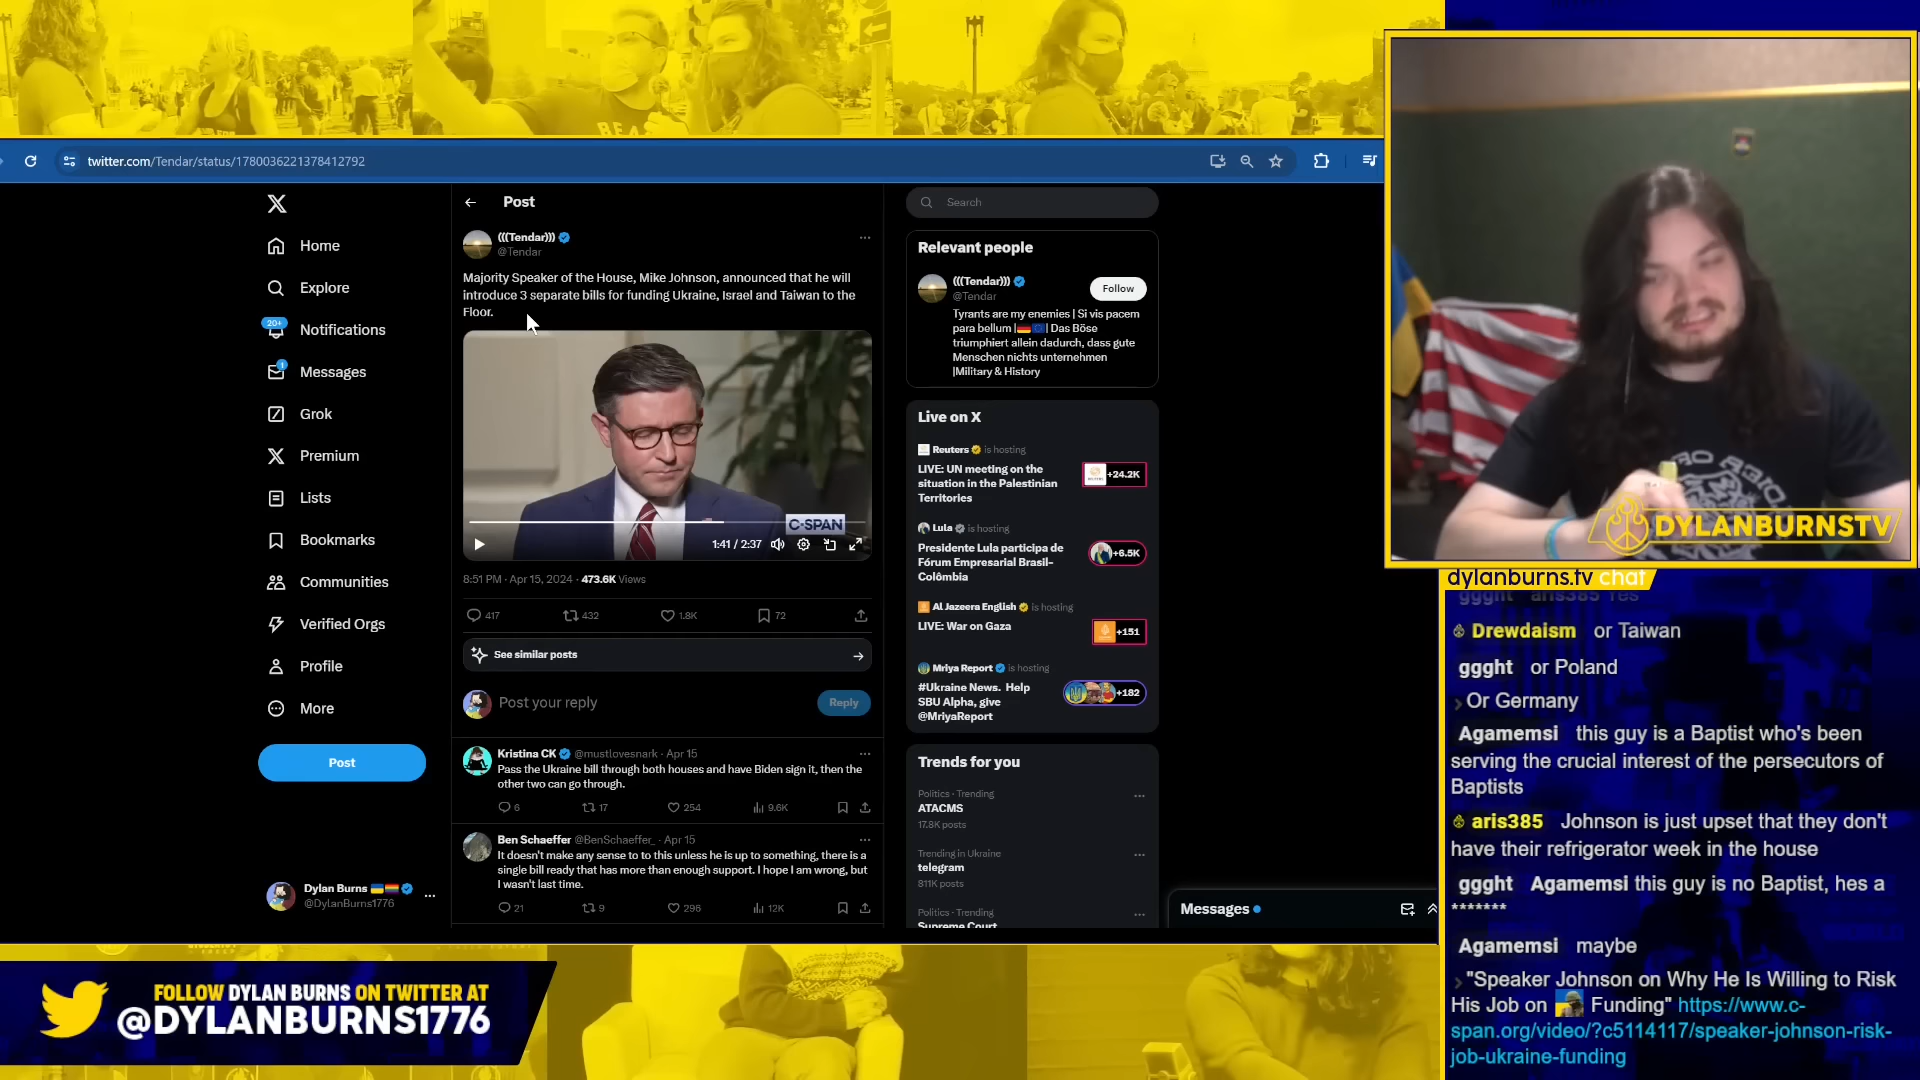 twitter.com/Tendar/status/1780036221378412792
Home
Explore
20+
Notifications
1
Messages
Grok
Premium
Lists
Bookmarks
Communities
Verified Orgs
Profile
More
Post
Dylan Burns
@DylanBurns1776
Post
(((Tendar)))
@Tendar
Majority Speaker of the House, Mike Johnson, announced that he will
introduce 3 separate bills for funding Ukraine, Israel and Taiwan to the
Floor.
C-SPAN
1:41 / 2:37
8:51 PM · Apr 15, 2024 · 473.6K Views
417
432
1.8K
72
See similar posts
Post your reply
Reply
Kristina CK @mustlovesnark · Apr 15
Pass the Ukraine bill through both houses and have Biden sign it, then the
other two can go through.
6
17
254
9.6K
Ben Schaeffer @BenSchaeffer_ · Apr 15
It doesn't make any sense to to this unless he is up to something, there is a
single bill ready that has more than enough support. I hope I am wrong, but
I wasn't last time.
21
9
298
12K
Search
Relevant people
(((Tendar)))
@Tendar
Follow
Tyrants are my enemies | Si vis pacem
para bellum | | Das Böse
triumphiert allein dadurch, dass gute
Menschen nichts unternehmen
|Military & History
Live on X
Reuters is hosting
LIVE: UN meeting on the
situation in the Palestinian
Territories
+24.2K
Lula is hosting
Presidente Lula participa de
Fórum Empresarial Brasil-
Colômbia
+6.5K
Al Jazeera English is hosting
LIVE: War on Gaza
+151
Mriya Report is hosting
#Ukraine News. Help
SBU Alpha, give
@MriyaReport
+182
Trends for you
Politics · Trending
ATACMS
17.8K posts
Trending in Ukraine
telegram
811K posts
Politics · Trending
Supreme Court
Messages
DYLANBURNSTV
dylanburns.tv chat
ggght aris385 Yes
Drewdaism or Taiwan
ggght or Poland
Or Germany
Agamemsi this guy is a Baptist who's been
serving the crucial interest of the persecutors of
Baptists
aris385 Johnson is just upset that they don't
have their refrigerator week in the house
ggght Agamemsi this guy is no Baptist, hes a
*******
Agamemsi maybe
"Speaker Johnson on Why He Is Willing to Risk
His Job on Funding" https://www.c-
span.org/video/?c5114117/speaker-johnson-risk-
job-ukraine-funding
FOLLOW DYLAN BURNS ON TWITTER AT
@DYLANBURNS1776